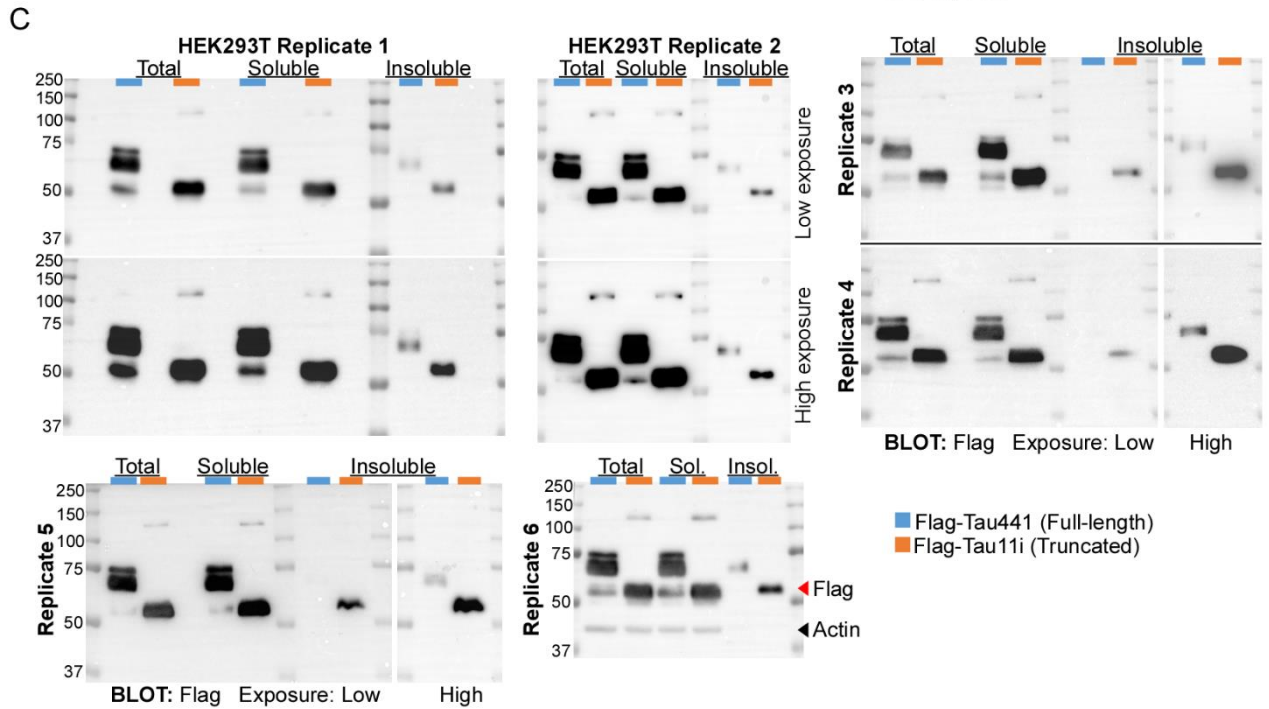 C
HEK293T Replicate 1
Total Soluble Insoluble
250
150
100
75
50
37
250
150
100
75
50
37
HEK293T Replicate 2
Total Soluble Insoluble
Low exposure
High exposure
Total Soluble Insoluble
Replicate 3
Replicate 4
BLOT: Flag Exposure: Low High
Total Soluble Insoluble
250
150
100
75
50
37
Replicate 5
BLOT: Flag Exposure: Low High
Total Sol. Insol.
250
150
100
75
50
37
Replicate 6
Flag
Actin
Flag-Tau441 (Full-length)
Flag-Tau11i (Truncated)